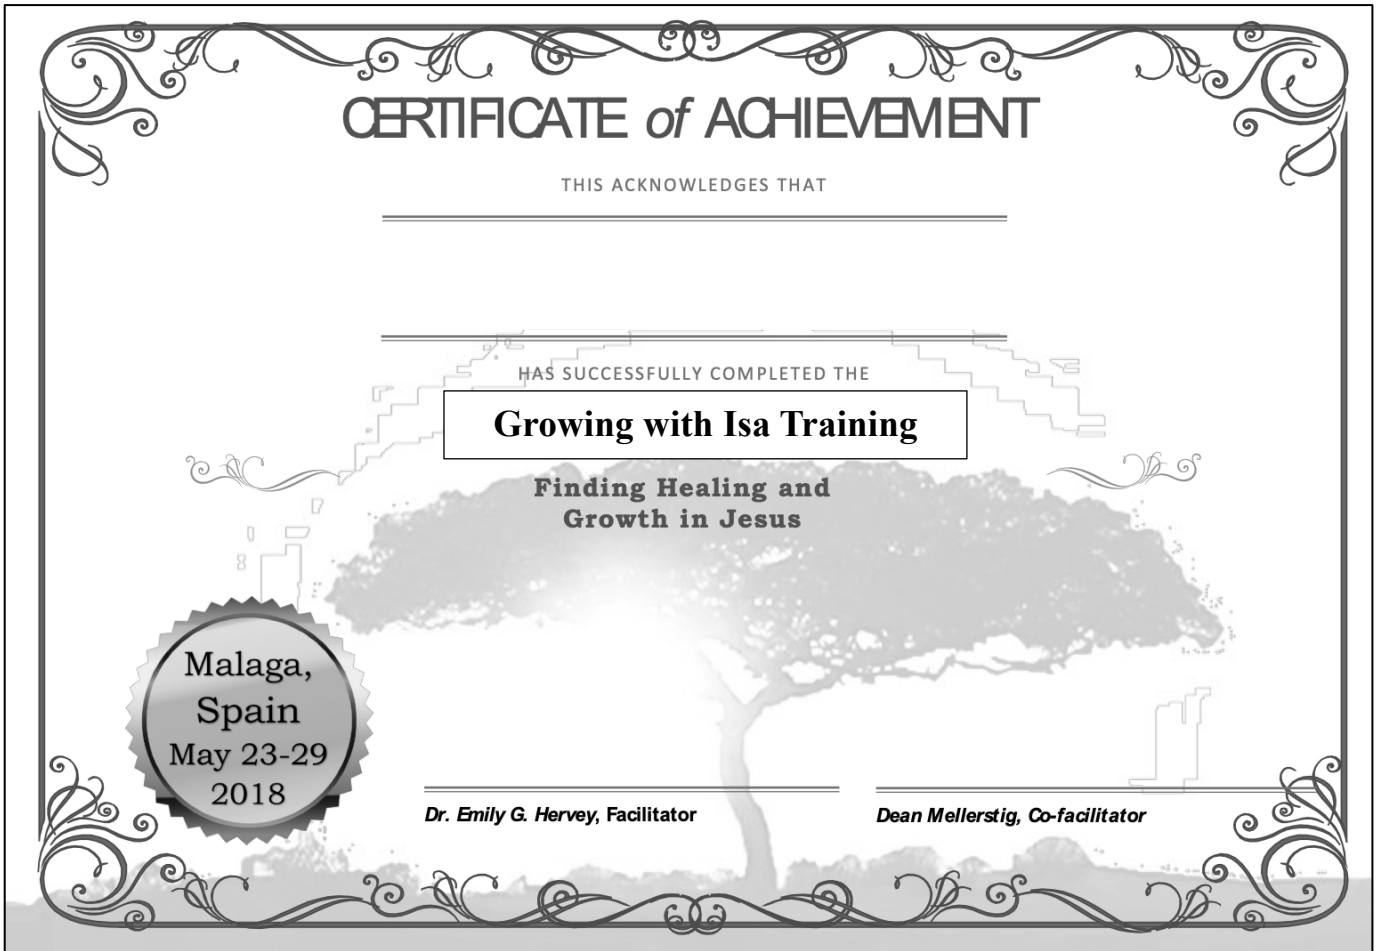 CERTIFICATE of ACHIEVEMENT
THIS ACKNOWLEDGES THAT
HAS SUCCESSFULLY COMPLETED THE
Growing with Isa Training
Finding Healing and
Growth in Jesus
Malaga,
Spain
May 23-29
2018
Dr. Emily G. Hervey, Facilitator
Dean Mellerstig, Co-facilitator